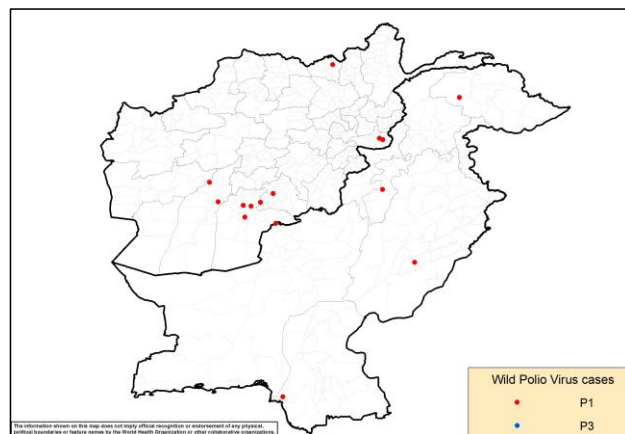 Wild Polio Virus cases
P1
P3
The information shown on this map does not imply official recognition or endorsement of any physical,
political boundaries or feature names by the World Health Organization or other collaborative organizations.